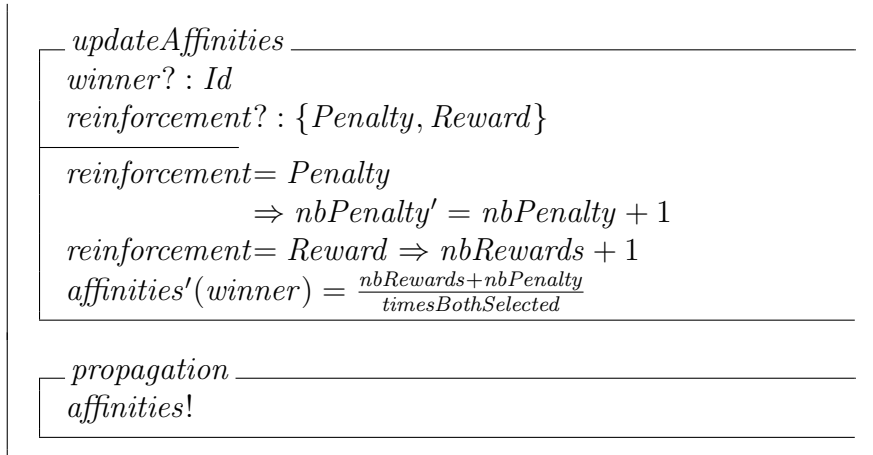 updateAffinities
winner? : Id
reinforcement? : {Penalty, Reward}
reinforcement= Penalty
⇒ nbPenalty′ = nbPenalty + 1
reinforcement= Reward ⇒ nbRewards + 1
affinities′(winner) = nbRewards+nbPenalty / timesBothSelected
propagation
affinities!